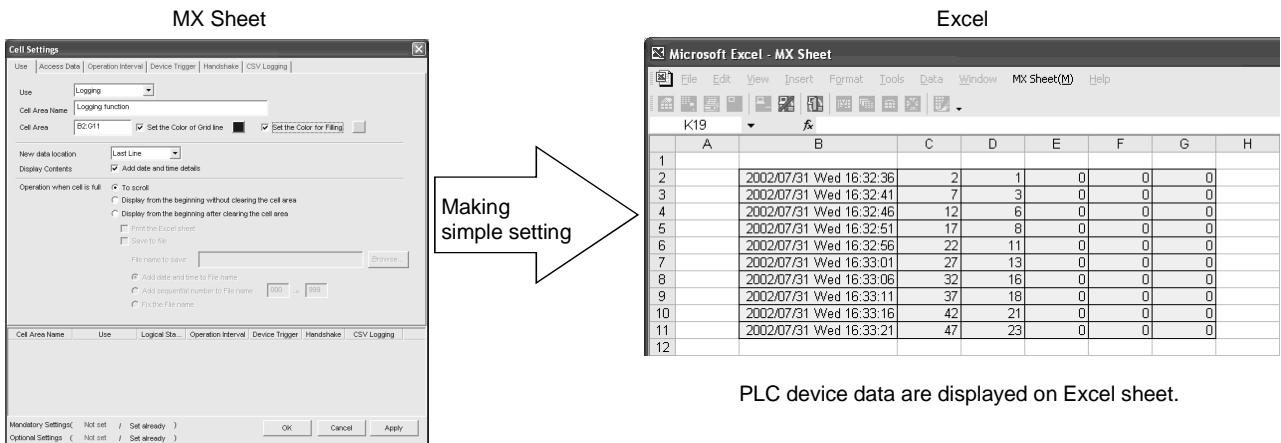 MX Sheet
Cell Settings
Use Access Data Operation Interval Device Trigger Handshake CSV Logging
Use Logging
Cell Area Name Logging function
Cell Area B2:G11 Set the Color of Grid line Set the Color for Filling
New data location Last Line
Display Contents Add date and time details
Operation when cell is full To scroll
Display from the beginning without clearing the cell area
Display from the beginning after clearing the cell area
Print the Excel sheet
Save to file
File name to save Browse...
Add date and time to File name
Add sequential number to File name 000 - 999
Fix the File name
Cell Area Name Use Logical Sta... Operation Interval Device Trigger Handshake CSV Logging
Mandatory Settings( Not set / Set already )
Optional Settings ( Not set / Set already )
OK Cancel Apply
Making
simple setting
Excel
Microsoft Excel - MX Sheet
File Edit View Insert Format Tools Data Window MX Sheet(M) Help
K19 fx
A B C D E F G H
1
2 2002/07/31 Wed 16:32:36 2 1 0 0 0
3 2002/07/31 Wed 16:32:41 7 3 0 0 0
4 2002/07/31 Wed 16:32:46 12 6 0 0 0
5 2002/07/31 Wed 16:32:51 17 8 0 0 0
6 2002/07/31 Wed 16:32:56 22 11 0 0 0
7 2002/07/31 Wed 16:33:01 27 13 0 0 0
8 2002/07/31 Wed 16:33:06 32 16 0 0 0
9 2002/07/31 Wed 16:33:11 37 18 0 0 0
10 2002/07/31 Wed 16:33:16 42 21 0 0 0
11 2002/07/31 Wed 16:33:21 47 23 0 0 0
12
PLC device data are displayed on Excel sheet.